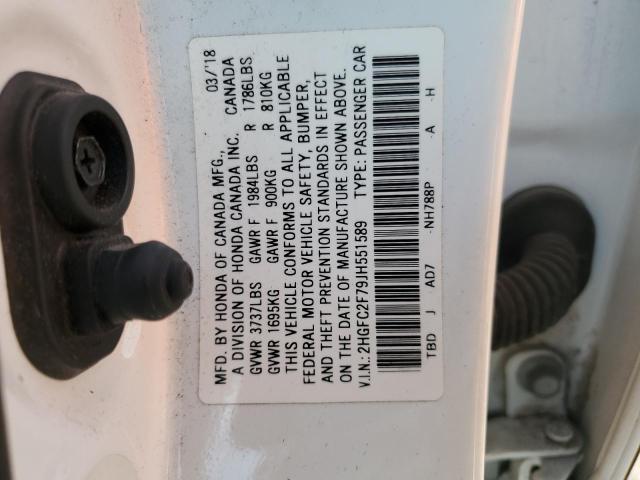 MFD. BY HONDA OF CANADA MFG., 03/'18
A DIVISION OF HONDA CANADA INC. CANADA
GVWR 3737LBS GAWR F 1984LBS R 1786LBS
GVWR 1695KG GAWR F 900KG R 810KG
THIS VEHICLE CONFORMS TO ALL APPLICABLE
FEDERAL MOTOR VEHICLE SAFETY, BUMPER,
AND THEFT PREVENTION STANDARDS IN EFFECT
ON THE DATE OF MANUFACTURE SHOWN ABOVE.
V.I.N.: 2HGFC2F79JH551589 TYPE: PASSENGER CAR
TBD J AD7 -NH788P -A -H